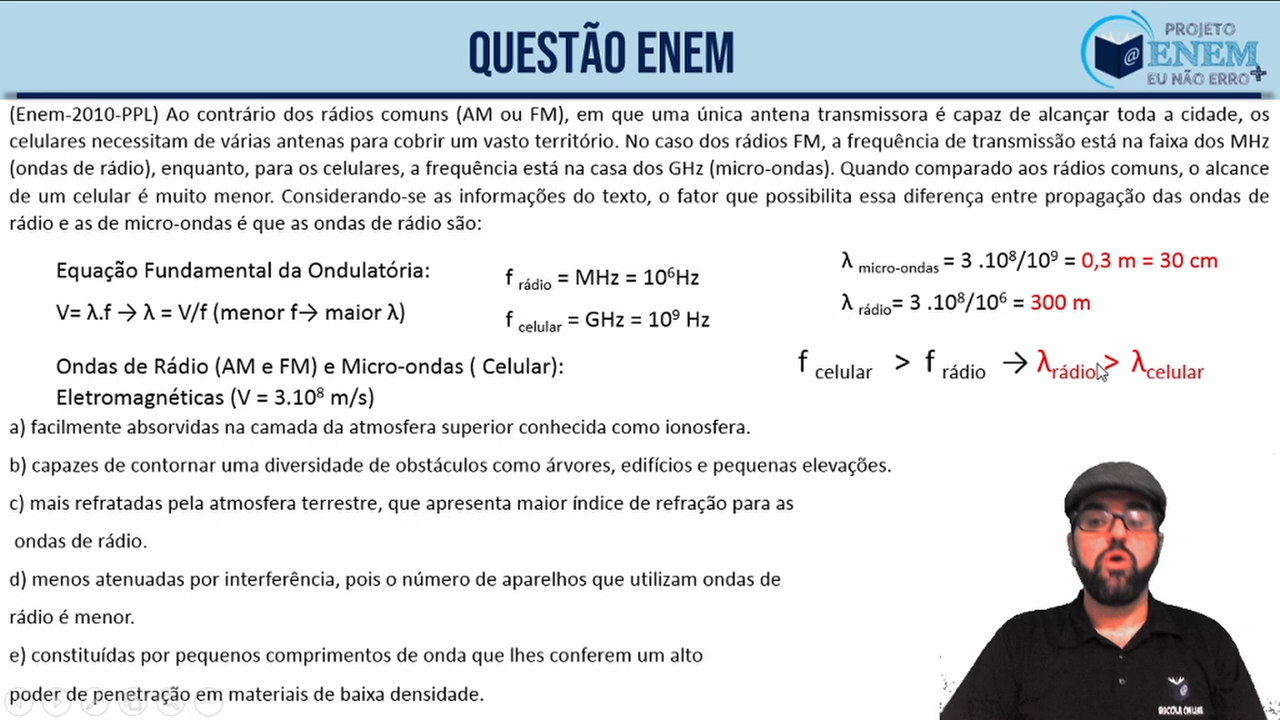 QUESTÃO ENEM
PROJETO
@ENEM+
EU NÃO ERRO
(Enem-2010-PPL) Ao contrário dos rádios comuns (AM ou FM), em que uma única antena transmissora é capaz de alcançar toda a cidade, os
celulares necessitam de várias antenas para cobrir um vasto território. No caso dos rádios FM, a frequência de transmissão está na faixa dos MHz
(ondas de rádio), enquanto, para os celulares, a frequência está na casa dos GHz (micro-ondas). Quando comparado aos rádios comuns, o alcance
de um celular é muito menor. Considerando-se as informações do texto, o fator que possibilita essa diferença entre propagação das ondas de
rádio e as de micro-ondas é que as ondas de rádio são:
Equação Fundamental da Ondulatória:
V= λ.f → λ = V/f (menor f→ maior λ)
f rádio = MHz = 10⁶Hz
f celular = GHz = 10⁹ Hz
λ micro-ondas = 3 .10⁸/10⁹ = 0,3 m = 30 cm
λ rádio= 3 .10⁸/10⁶ = 300 m
f celular > f rádio → λrádio > λcelular
Ondas de Rádio (AM e FM) e Micro-ondas ( Celular):
Eletromagnéticas (V = 3.10⁸ m/s)
a) facilmente absorvidas na camada da atmosfera superior conhecida como ionosfera.
b) capazes de contornar uma diversidade de obstáculos como árvores, edifícios e pequenas elevações.
c) mais refratadas pela atmosfera terrestre, que apresenta maior índice de refração para as
ondas de rádio.
d) menos atenuadas por interferência, pois o número de aparelhos que utilizam ondas de
rádio é menor.
e) constituídas por pequenos comprimentos de onda que lhes conferem um alto
poder de penetração em materiais de baixa densidade.
ESCOLA ONLINE